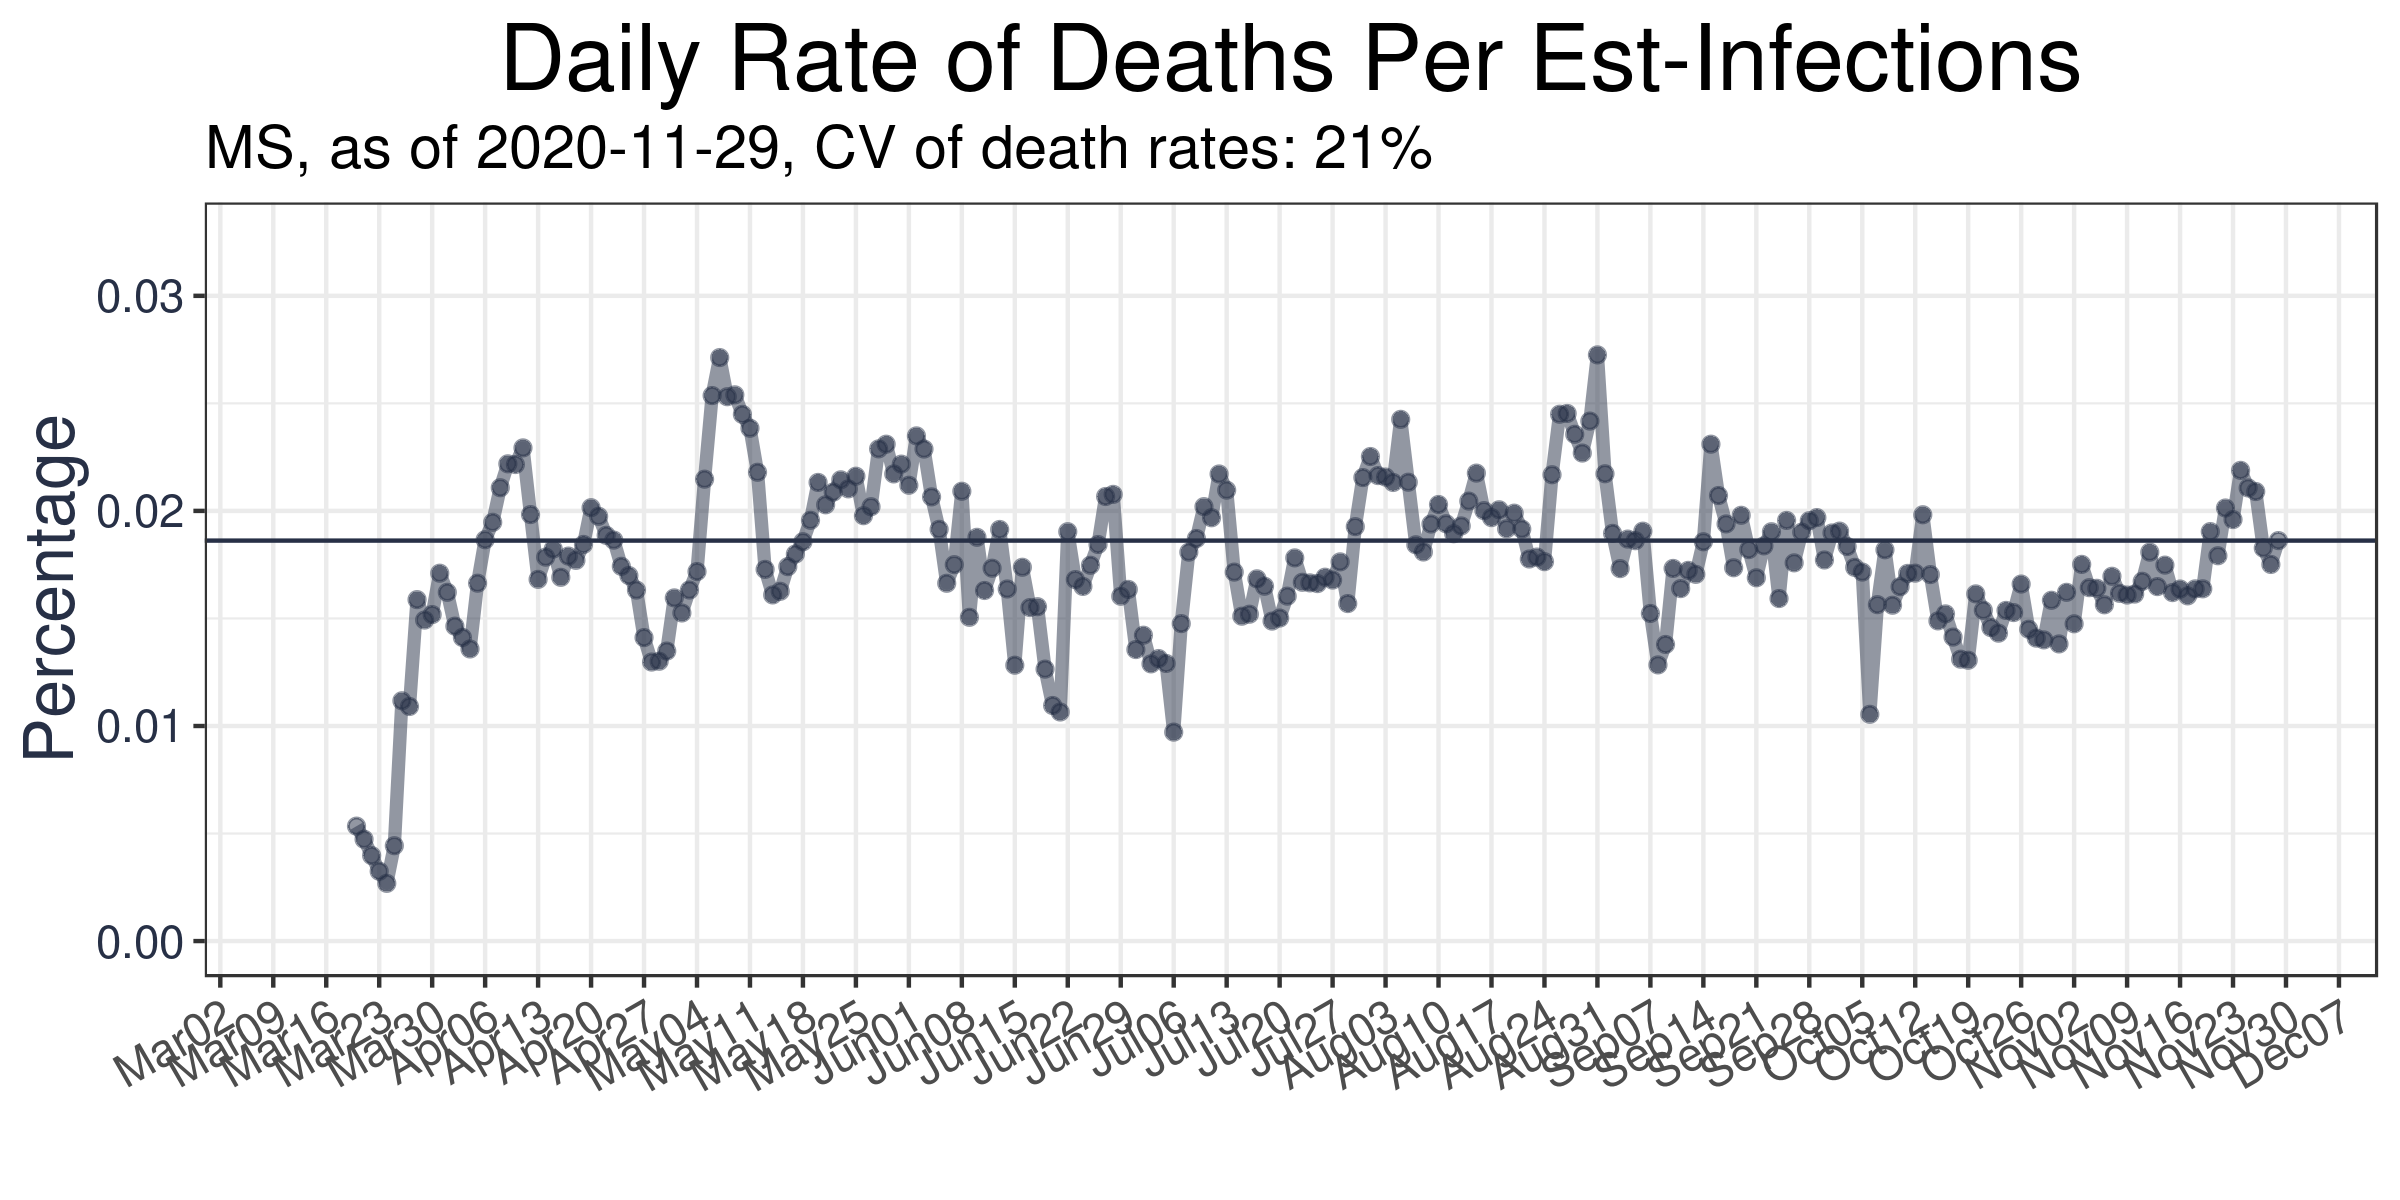 Daily Rate of Deaths Per Est-Infections
MS, as of 2020-11-29, CV of death rates: 21%
Percentage
0.03
0.02
0.01
0.00
Mar02
Mar09
Mar16
Mar23
Mar30
Apr06
Apr13
Apr20
Apr27
May04
May11
May18
May25
Jun01
Jun08
Jun15
Jun22
Jun29
Jul06
Jul13
Jul20
Jul27
Aug03
Aug10
Aug17
Aug24
Aug31
Sep07
Sep14
Sep21
Sep28
Oct05
Oct12
Oct19
Oct26
Nov02
Nov09
Nov16
Nov23
Nov30
Dec07